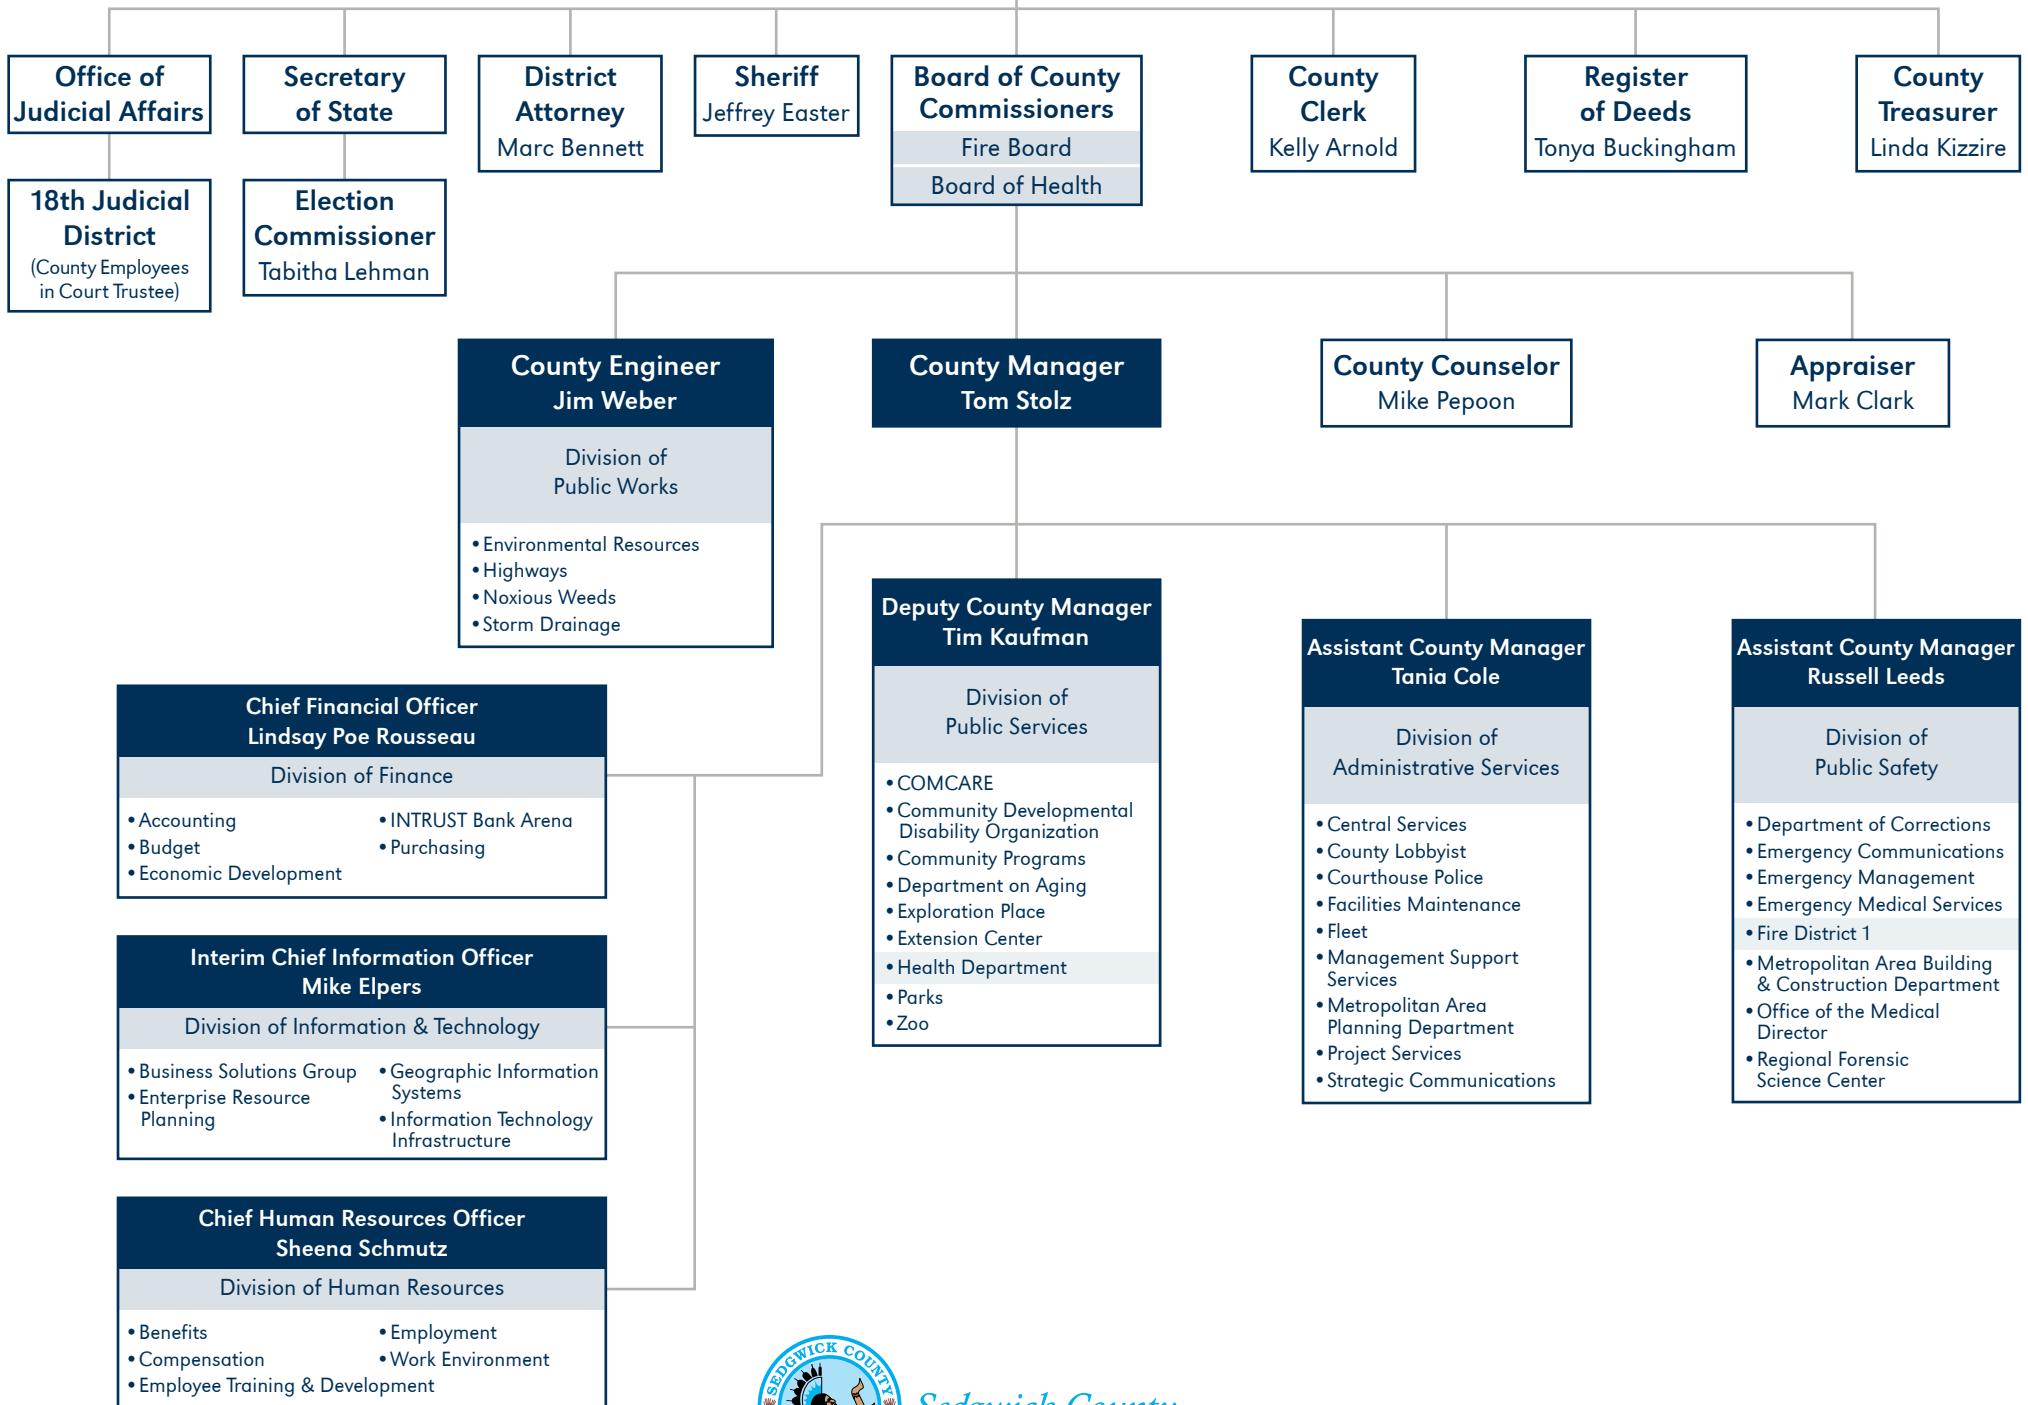 Office of
Judicial Affairs
Secretary
of State
District
Attorney
Marc Bennett
Sheriff
Jeffrey Easter
Board of County
Commissioners
Fire Board
Board of Health
County
Clerk
Kelly Arnold
Register
of Deeds
Tonya Buckingham
County
Treasurer
Linda Kizzire
18th Judicial
District
(County Employees
in Court Trustee)
Election
Commissioner
Tabitha Lehman
County Engineer
Jim Weber
Division of
Public Works
•Environmental Resources
•Highways
•Noxious Weeds
•Storm Drainage
County Manager
Tom Stolz
County Counselor
Mike Pepoon
Appraiser
Mark Clark
Deputy County Manager
Tim Kaufman
Division of
Public Services
•COMCARE
•Community Developmental
Disability Organization
•Community Programs
•Department on Aging
•Exploration Place
•Extension Center
•Health Department
•Parks
•Zoo
Assistant County Manager
Tania Cole
Division of
Administrative Services
•Central Services
•County Lobbyist
•Courthouse Police
•Facilities Maintenance
•Fleet
•Management Support
Services
•Metropolitan Area
Planning Department
•Project Services
•Strategic Communications
Assistant County Manager
Russell Leeds
Division of
Public Safety
•Department of Corrections
•Emergency Communications
•Emergency Management
•Emergency Medical Services
•Fire District 1
•Metropolitan Area Building
& Construction Department
•Office of the Medical
Director
•Regional Forensic
Science Center
Chief Financial Officer
Lindsay Poe Rousseau
Division of Finance
•Accounting
•Budget
•Economic Development
•INTRUST Bank Arena
•Purchasing
Interim Chief Information Officer
Mike Elpers
Division of Information & Technology
•Business Solutions Group
•Enterprise Resource
Planning
•Geographic Information
Systems
•Information Technology
Infrastructure
Chief Human Resources Officer
Sheena Schmutz
Division of Human Resources
•Benefits
•Compensation
•Employee Training & Development
•Employment
•Work Environment
SEDGWICK COUNTY
Sedgwick County